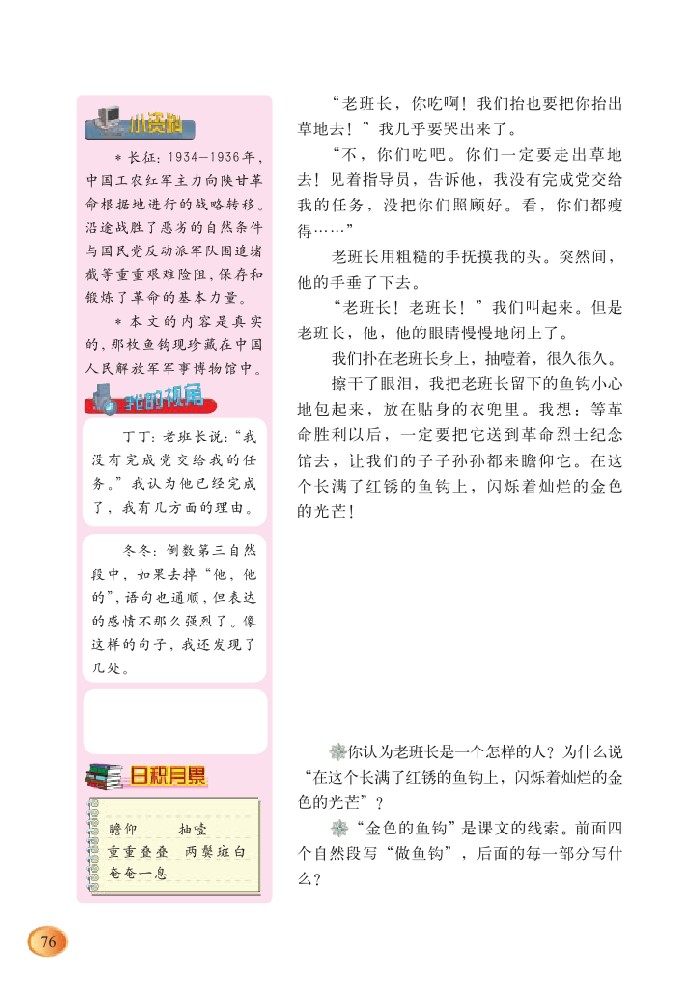 小资料
＊长征：1934—1936年，
中国工农红军主力向陕甘革
命根据地进行的战略转移。
沿途战胜了恶劣的自然条件
与国民党反动派军队围追堵
截等重重艰难险阻，保存和
锻炼了革命的基本力量。
＊本文的内容是真实
的，那枚鱼钩现珍藏在中国
人民解放军军事博物馆中。
我的视角
丁丁：老班长说：“我
没有完成党交给我的任
务。”我认为他已经完成
了，我有几方面的理由。
冬冬：倒数第三自然
段中，如果去掉“他，他
的”，语句也通顺，但表达
的感情不那久强烈了。像
这样的句子，我还发现了
几处。
日积月累
瞻仰 抽噎
重重叠叠 两鬓斑白
奄奄一息
“老班长，你吃啊！我们抬也要把你抬出
草地去！”我几乎要哭出来了。
“不，你们吃吧。你们一定要走出草地
去！见着指导员，告诉他，我没有完成党交给
我的任务，没把你们照顾好。看，你们都瘦
得……”
老班长用粗糙的手抚摸我的头。突然间，
他的手垂了下去。
“老班长！老班长！”我们叫起来。但是
老班长，他，他的眼睛慢慢地闭上了。
我们扑在老班长身上，抽噎着，很久很久。
擦干了眼泪，我把老班长留下的鱼钩小心
地包起来，放在贴身的衣兜里。我想：等革
命胜利以后，一定要把它送到革命烈士纪念
馆去，让我们的子子孙孙都来瞻仰它。在这
个长满了红锈的鱼钩上，闪烁着灿烂的金色
的光芒！
你认为老班长是一个怎样的人？为什么说
“在这个长满了红锈的鱼钩上，闪烁着灿烂的金
色的光芒”？
“金色的鱼钩”是课文的线索。前面四
个自然段写“做鱼钩”，后面的每一部分写什
么？
76